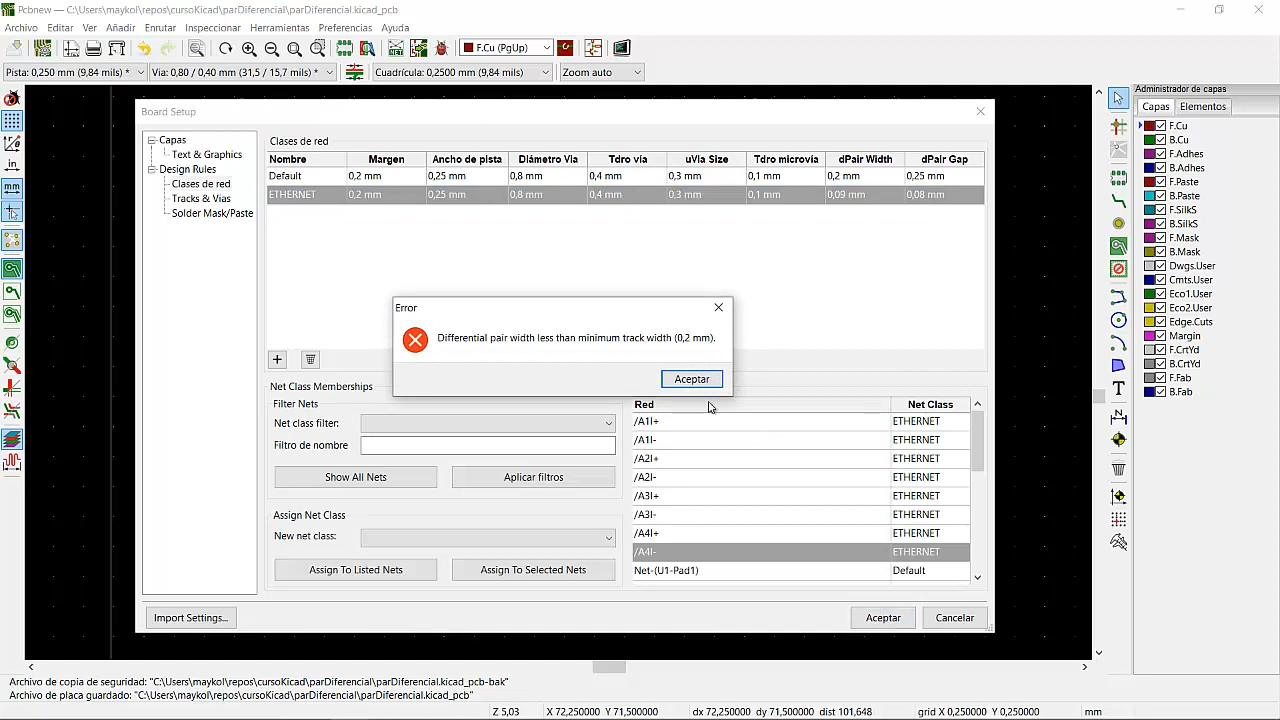 Pcbnew — C:\Users\maykol\repos\cursoKicad\parDiferencial\parDiferencial.kicad_pcb
Archivo Editar Ver Añadir Enrutar Inspeccionar Herramientas Preferencias Ayuda
F.Cu (PgUp)
Pista: 0,250 mm (9.84 mils) * Vía: 0,80 / 0,40 mm (31,5 / 15,7 mils) * Cuadrícula: 0,2500 mm (9,84 mils) Zoom auto
Administrador de capas
Capas Elementos
F.Cu
B.Cu
F.Adhes
B.Adhes
F.Paste
B.Paste
F.SilkS
B.SilkS
F.Mask
B.Mask
Dwgs.User
Cmts.User
Eco1.User
Eco2.User
Edge.Cuts
Margin
F.CrtYd
B.CrtYd
F.Fab
B.Fab
in
mm
Board Setup
Capas
Text & Graphics
Design Rules
Clases de red
Tracks & Vias
Solder Mask/Paste
Clases de red
Nombre Margen Ancho de pista Diámetro Via Tdro vía uVia Size Tdro microvía dPair Width dPair Gap
Default 0,2 mm 0,25 mm 0,8 mm 0,4 mm 0,3 mm 0,1 mm 0,2 mm 0,25 mm
ETHERNET 0,2 mm 0,25 mm 0,8 mm 0,4 mm 0,3 mm 0,1 mm 0,09 mm 0,08 mm
Error
Differential pair width less than minimum track width (0,2 mm).
Aceptar
Net Class Memberships
Filter Nets
Net class filter:
Filtro de nombre
Show All Nets Aplicar filtros
Assign Net Class
New net class:
Assign To Listed Nets Assign To Selected Nets
Red Net Class
/A1I+ ETHERNET
/A1I- ETHERNET
/A2I+ ETHERNET
/A2I- ETHERNET
/A3I+ ETHERNET
/A3I- ETHERNET
/A4I+ ETHERNET
/A4I- ETHERNET
Net-(U1-Pad1) Default
Import Settings... Aceptar Cancelar
Archivo de copia de seguridad: "C:\Users\maykol\repos\cursoKicad\parDiferencial\parDiferencial.kicad_pcb-bak"
Archivo de placa guardado: "C:\Users\maykol\repos\cursoKicad\parDiferencial\parDiferencial.kicad_pcb"
Z 5,03 X 72,250000 Y 71,500000 dx 72,250000 dy 71,500000 dist 101,648 grid X 0,250000 Y 0,250000 mm